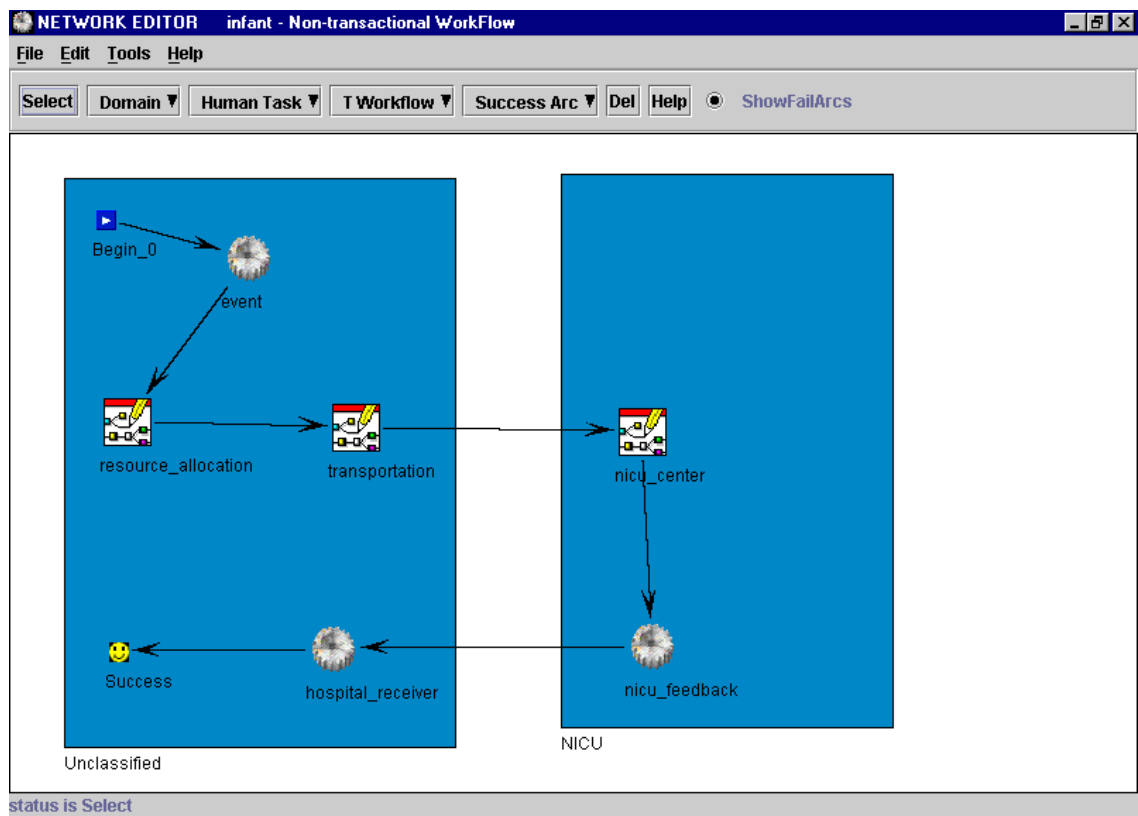 NETWORK EDITOR infant - Non-transactional WorkFlow
File Edit Tools Help
Select Domain Human Task T Workflow Success Arc Del Help ShowFailArcs
Begin_0
event
resource_allocation
transportation
nicu_center
Success
hospital_receiver
nicu_feedback
Unclassified
NICU
status is Select